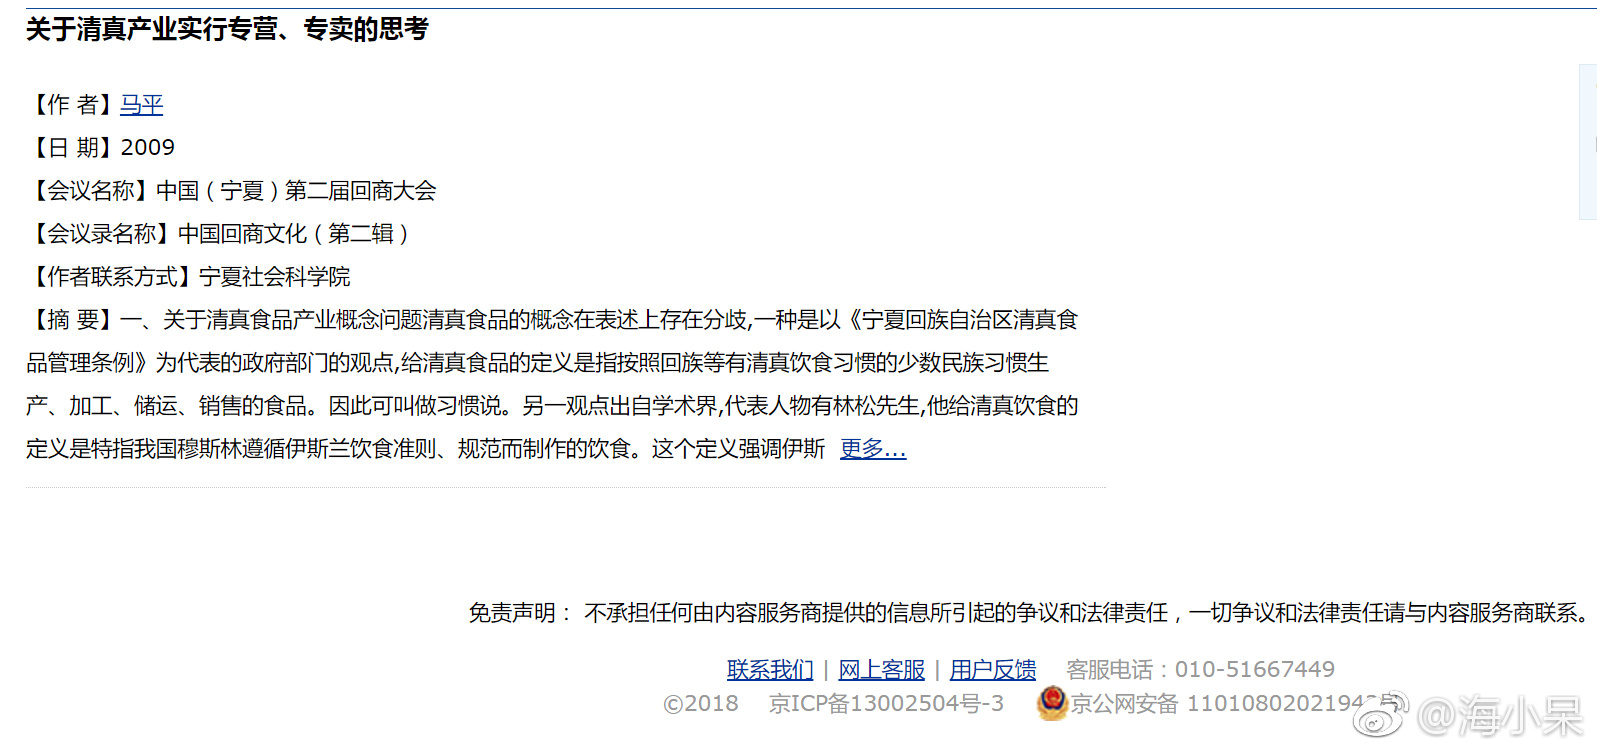 关于清真产业实行专营、专卖的思考
【作 者】马平
【日 期】2009
【会议名称】中国（宁夏）第二届回商大会
【会议录名称】中国回商文化（第二辑）
【作者联系方式】宁夏社会科学院
【摘 要】一、关于清真食品产业概念问题清真食品的概念在表述上存在分歧,一种是以《宁夏回族自治区清真食
品管理条例》为代表的政府部门的观点,给清真食品的定义是指按照回族等有清真饮食习惯的少数民族习惯生
产、加工、储运、销售的食品。因此可叫做习惯说。另一观点出自学术界,代表人物有林松先生,他给清真饮食的
定义是特指我国穆斯林遵循伊斯兰饮食准则、规范而制作的饮食。这个定义强调伊斯 更多...
免责声明： 不承担任何由内容服务商提供的信息所引起的争议和法律责任，一切争议和法律责任请与内容服务商联系。
联系我们 | 网上客服 | 用户反馈 客服电话：010-51667449
©2018 京ICP备13002504号-3 京公网安备
@海小呆